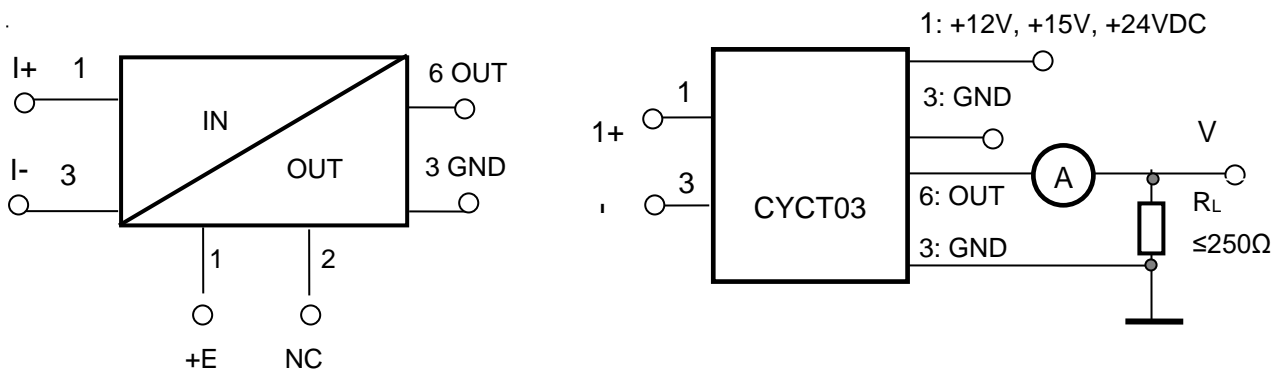 I+ 1
I- 3
IN
OUT
6 OUT
3 GND
1
2
+E
NC
1: +12V, +15V, +24VDC
3: GND
1
1+
3
CYCT03
A
V
6: OUT
3: GND
RL
≤250Ω